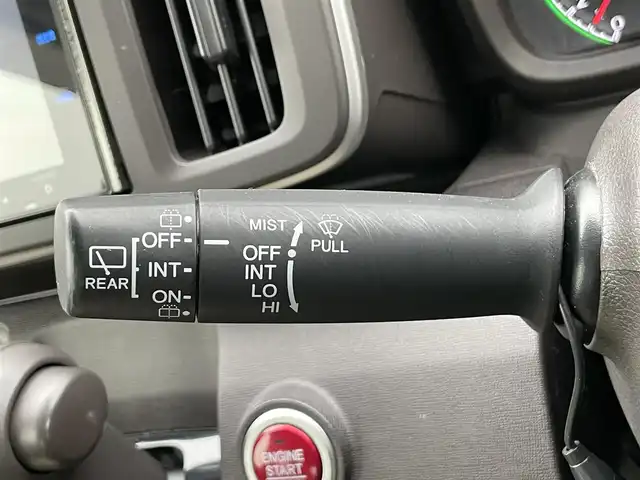 MIST
PULL
OFF
INT
LO
HI
OFF
INT
ON
REAR
ENGINE
START